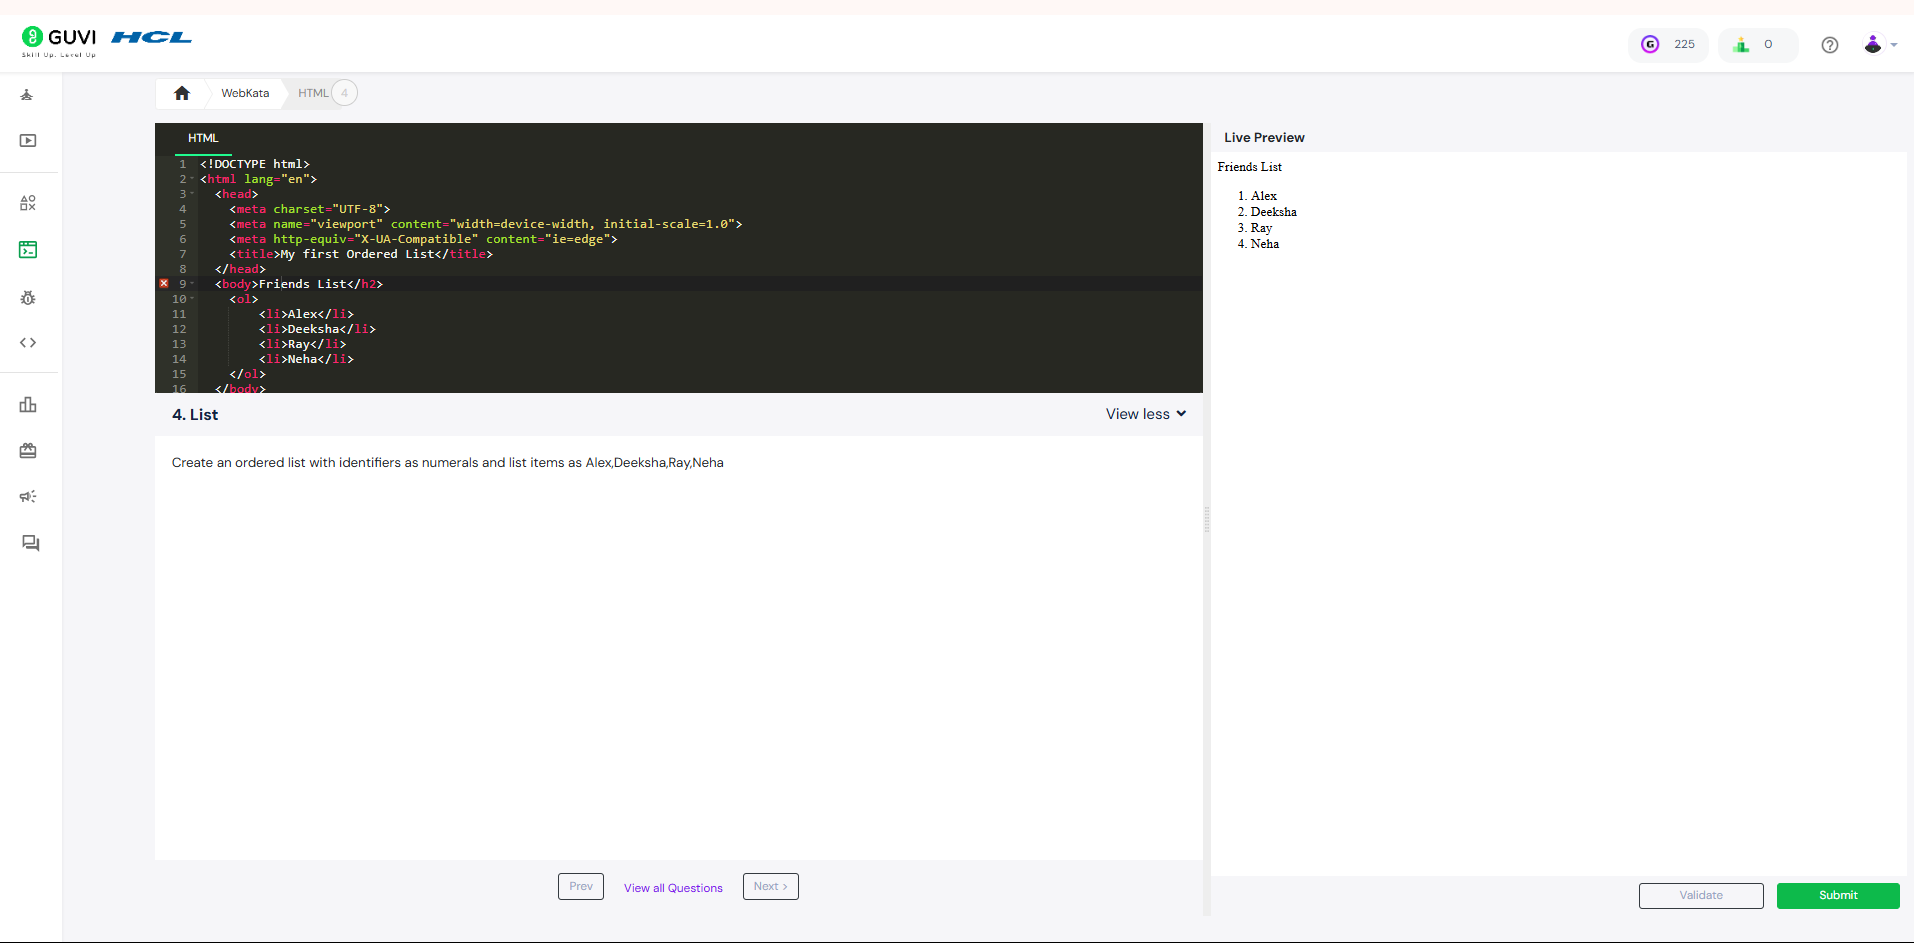 GUVI HCL
Skill Up. Level Up
225
0
WebKata
HTML
4
HTML
1 <!DOCTYPE html>
2 <html lang="en">
3 <head>
4 <meta charset="UTF-8">
5 <meta name="viewport" content="width=device-width, initial-scale=1.0">
6 <meta http-equiv="X-UA-Compatible" content="ie=edge">
7 <title>My first Ordered List</title>
8 </head>
9 <body>Friends List</h2>
10 <ol>
11 <li>Alex</li>
12 <li>Deeksha</li>
13 <li>Ray</li>
14 <li>Neha</li>
15 </ol>
16 </body>
4. List
View less
Create an ordered list with identifiers as numerals and list items as Alex,Deeksha,Ray,Neha
Prev
View all Questions
Next >
Live Preview
Friends List
1. Alex
2. Deeksha
3. Ray
4. Neha
Validate
Submit